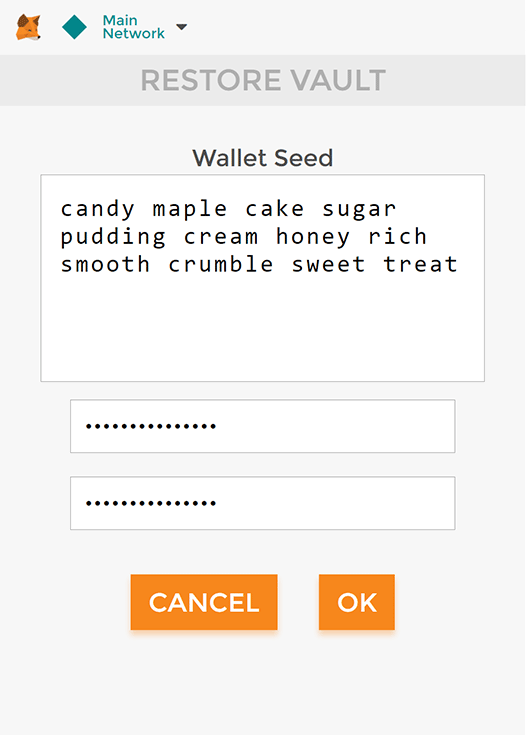 Main
Network
RESTORE VAULT
Wallet Seed
candy maple cake sugar
pudding cream honey rich
smooth crumble sweet treat
•••••••••••••••
•••••••••••••••
CANCEL
OK